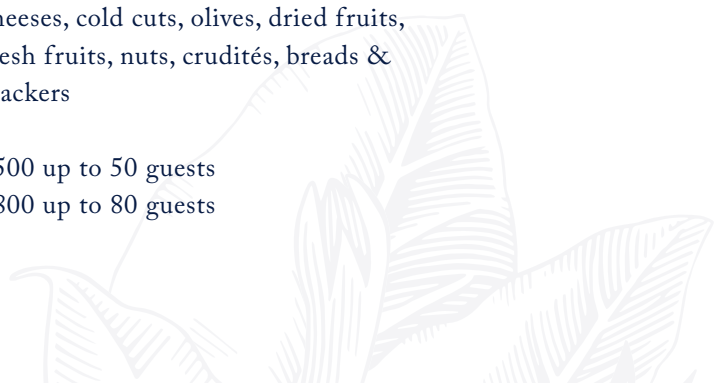 heeses, cold cuts, olives, dried fruits,
esh fruits, nuts, crudités, breads &
ackers
500 up to 50 guests
800 up to 80 guests